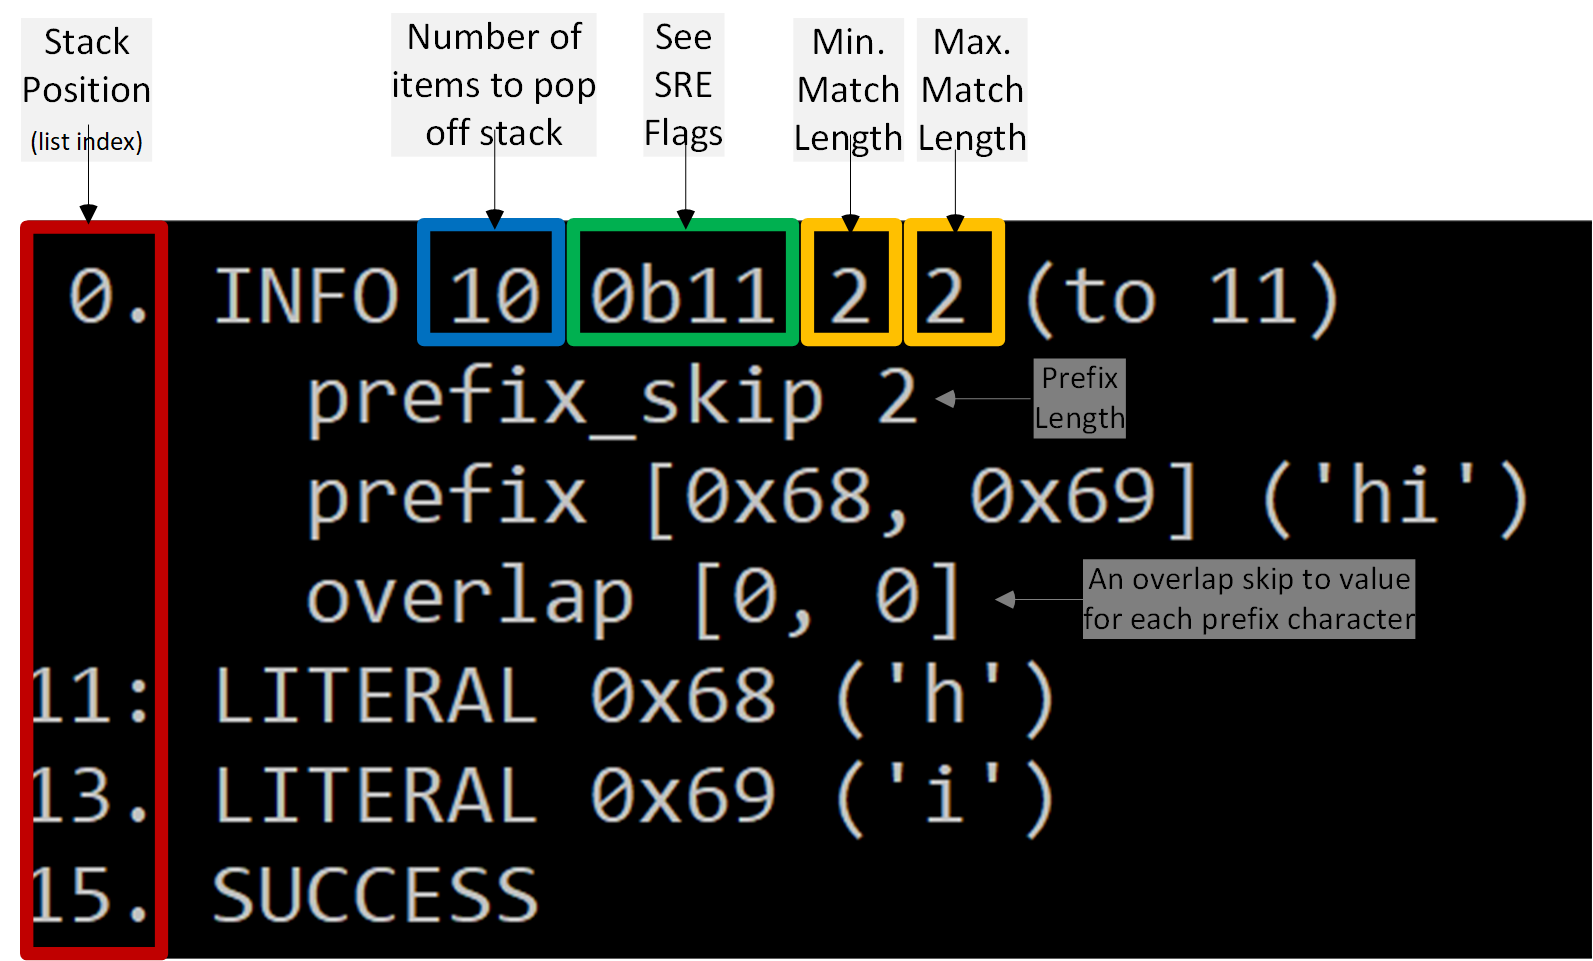 Stack
Position
(list index)
Number of
items to pop
off stack
See
SRE
Flags
Min.
Match
Length
Max.
Match
Length
0. INFO 10 0b11 2 2 (to 11)
prefix_skip 2
Prefix
Length
prefix [0x68, 0x69] ('hi')
overlap [0, 0]
An overlap skip to value
for each prefix character
11: LITERAL 0x68 ('h')
13. LITERAL 0x69 ('i')
15. SUCCESS